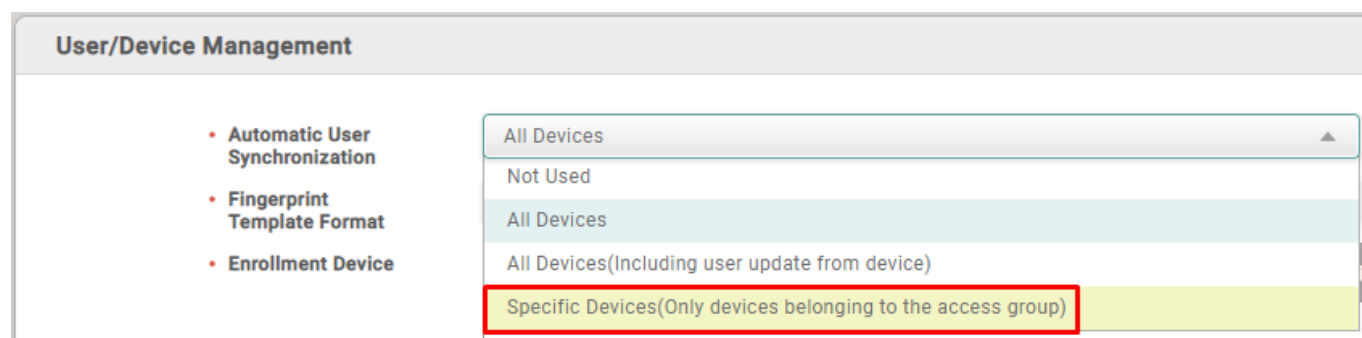 User/Device Management
• Automatic User
Synchronization
All Devices
Not Used
• Fingerprint
Template Format
All Devices
All Devices(Including user update from device)
• Enrollment Device
Specific Devices(Only devices belonging to the access group)